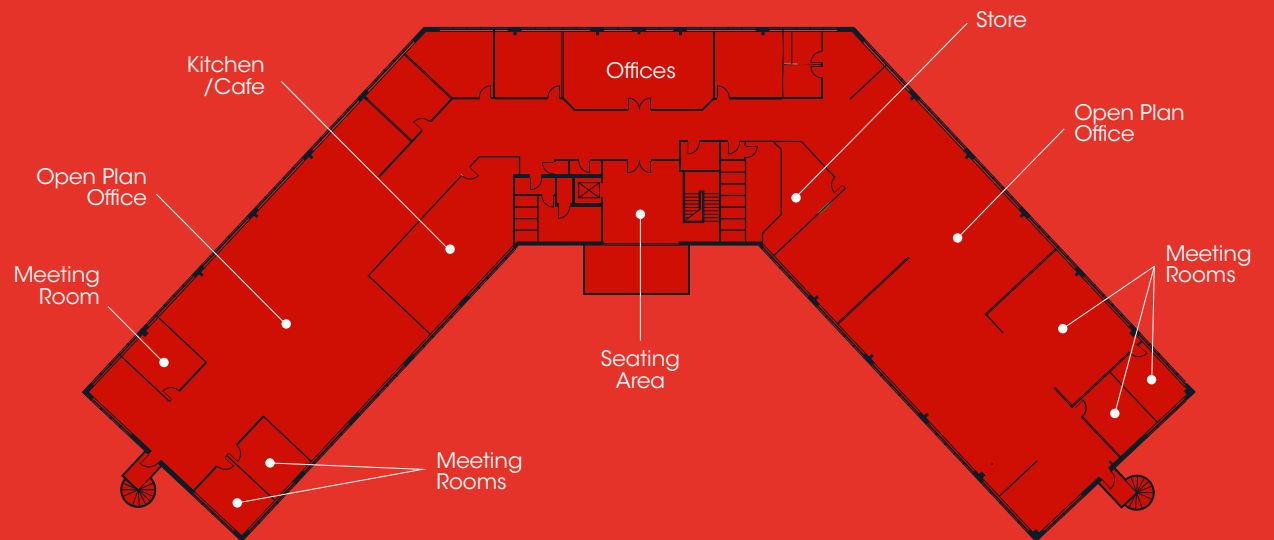 Store
Kitchen
/Cafe
Offices
Open Plan
Office
Open Plan
Office
Meeting
Room
Meeting
Rooms
Seating
Area
Meeting
Rooms